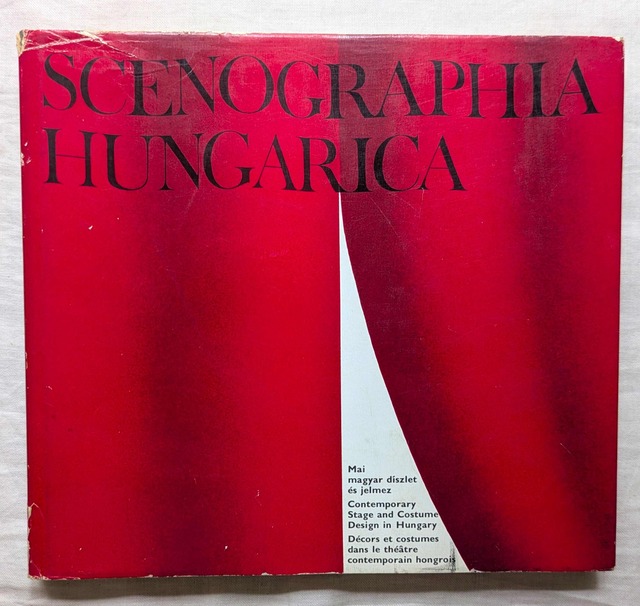 SCENOGRAPHIA
HUNGARICA
Mai
magyar díszlet
és jelmez
Contemporary
Stage and Costume
Design in Hungary
Décors et costumes
dans le théâtre
contemporain hongrois